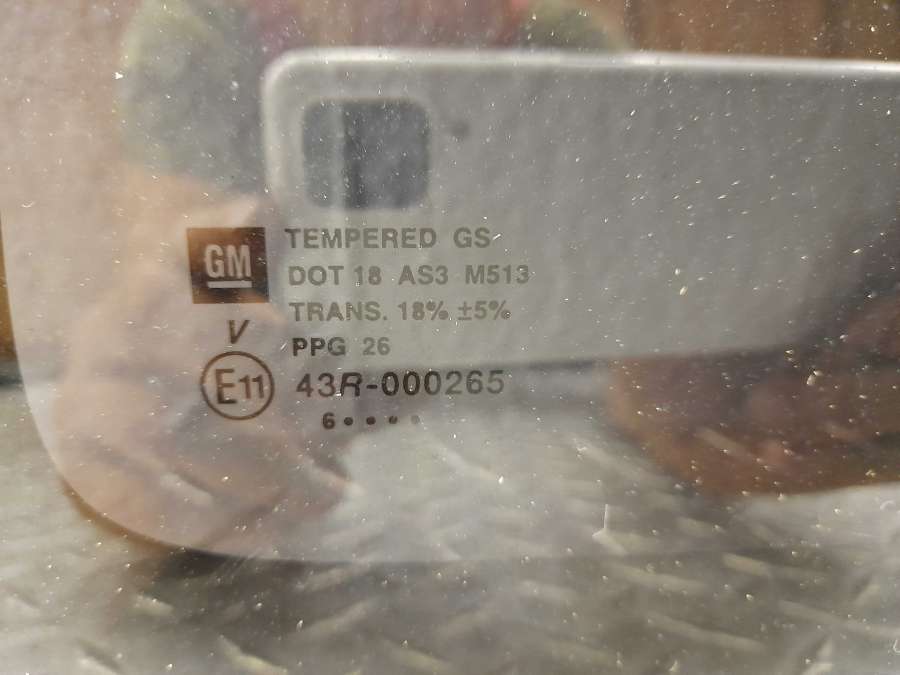 GM
TEMPERED GS
DOT 18 AS3 M513
TRANS. 18% ±5%
V
PPG 26
E11
43R-000265
6••••